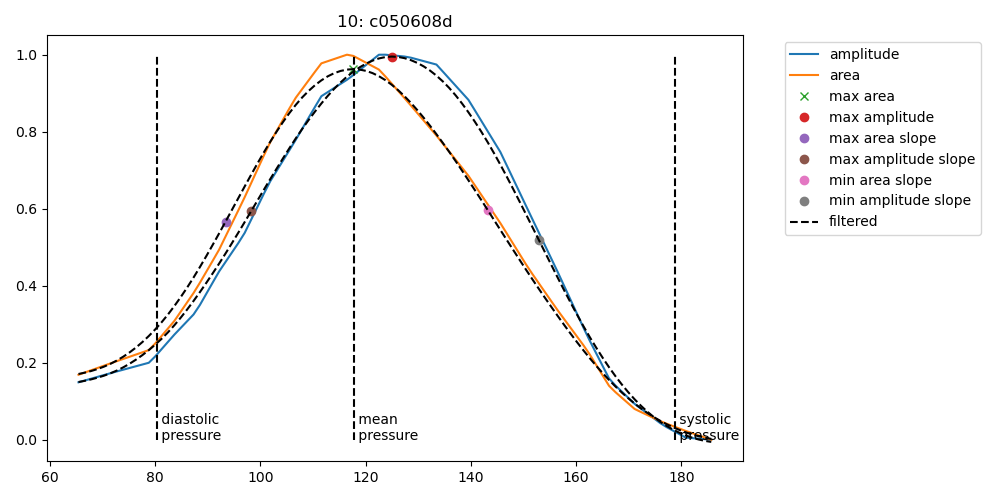 10: c050608d
1.0
0.8
0.6
0.4
0.2
0.0
60
80
100
120
140
160
180
diastolic
pressure
mean
pressure
systolic
pressure
amplitude
area
max area
max amplitude
max area slope
max amplitude slope
min area slope
min amplitude slope
filtered